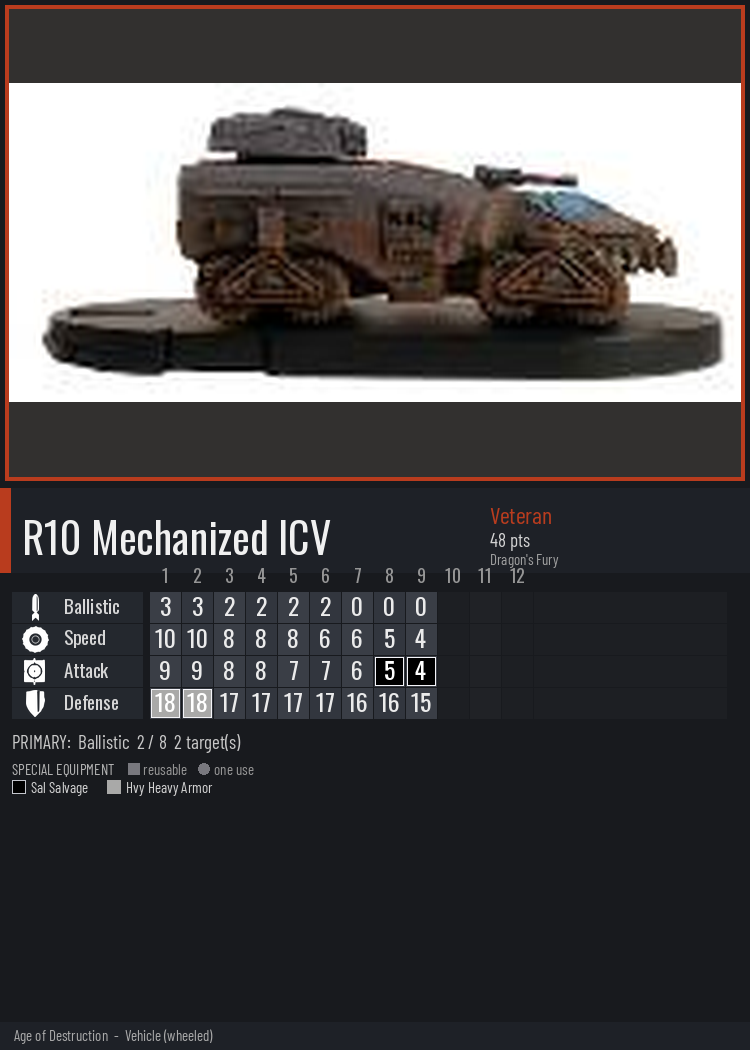 R10 Mechanized ICV
Veteran
48 pts
Dragon's Fury
1 2 3 4 5 6 7 8 9 10 11 12
Ballistic 3 3 2 2 2 2 0 0 0
Speed 10 10 8 8 8 6 6 5 4
Attack 9 9 8 8 7 7 6 5 4
Defense 18 18 17 17 17 17 16 16 15
PRIMARY: Ballistic 2 / 8 2 target(s)
SPECIAL EQUIPMENT reusable one use
Sal Salvage Hvy Heavy Armor
Age of Destruction - Vehicle (wheeled)